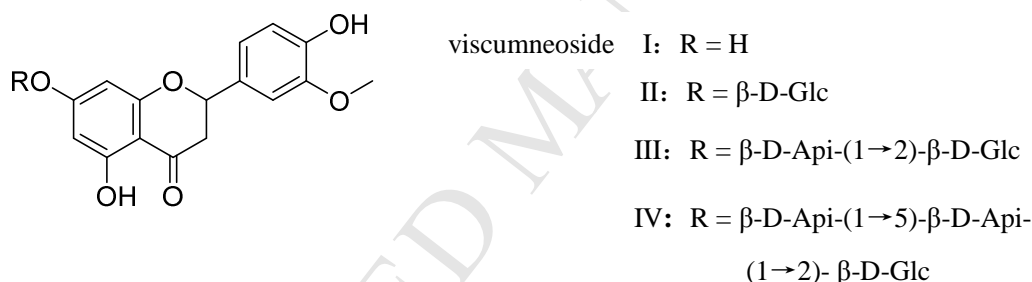 OH
viscumneoside I: R = H
RO
O
O
II: R = β-D-Glc
III: R = β-D-Api-(1→2)-β-D-Glc
OH
O
IV: R = β-D-Api-(1→5)-β-D-Api-
(1→2)- β-D-Glc